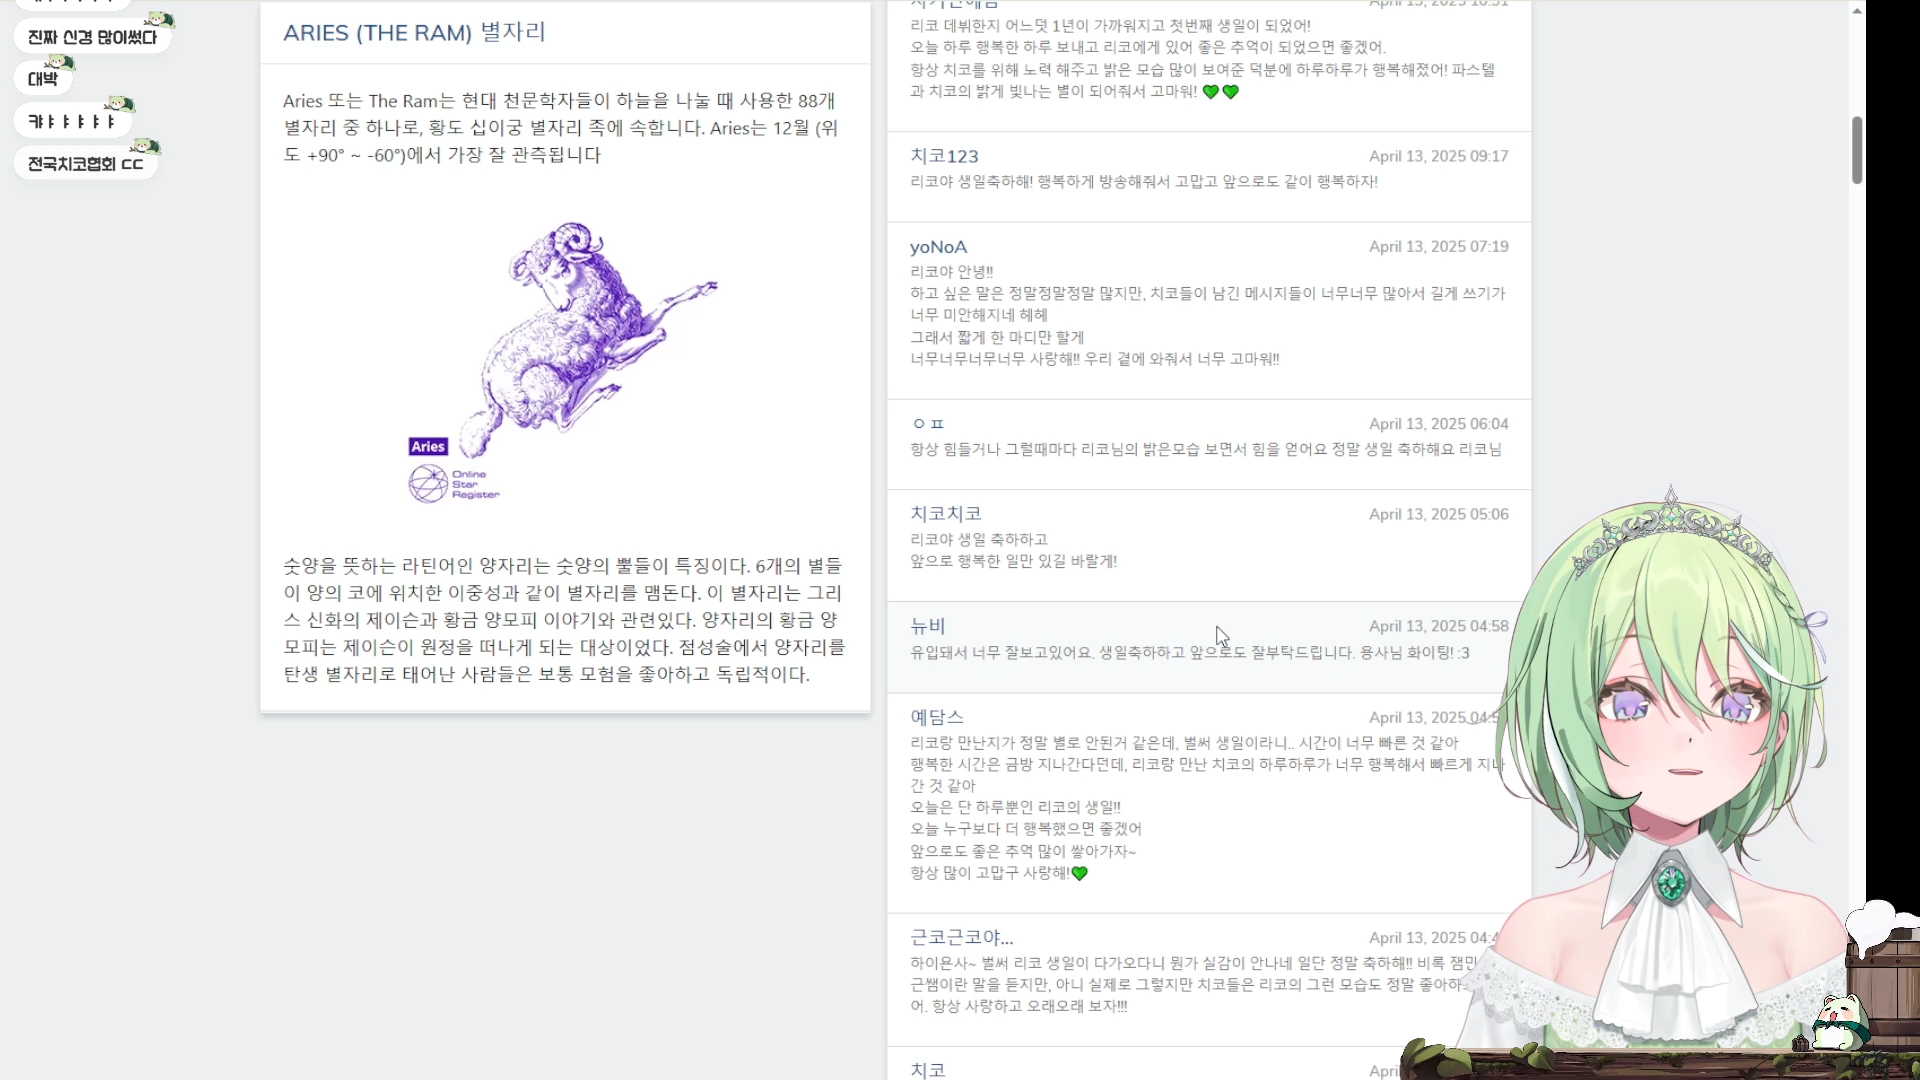 진짜 신경 많이썼다
대박
캬ㅑㅑㅑㅑㅑ
전국치코협회 ㄷㄷ
ARIES (THE RAM) 별자리
Aries 또는 The Ram는 현대 천문학자들이 하늘을 나눌 때 사용한 88개
별자리 중 하나로, 황도 십이궁 별자리 족에 속합니다. Aries는 12월 (위
도 +90° ~ -60°)에서 가장 잘 관측됩니다
Aries
Online
Star
Register
숫양을 뜻하는 라틴어인 양자리는 숫양의 뿔들이 특징이다. 6개의 별들
이 양의 코에 위치한 이중성과 같이 별자리를 맴돈다. 이 별자리는 그리
스 신화의 제이슨과 황금 양모피 이야기와 관련있다. 양자리의 황금 양
모피는 제이슨이 원정을 떠나게 되는 대상이었다. 점성술에서 양자리를
탄생 별자리로 태어난 사람들은 보통 모험을 좋아하고 독립적이다.
리코 데뷔한지 어느덧 1년이 가까워지고 첫번째 생일이 되었어!
오늘 하루 행복한 하루 보내고 리코에게 있어 좋은 추억이 되었으면 좋겠어.
항상 치코를 위해 노력 해주고 밝은 모습 많이 보여준 덕분에 하루하루가 행복해졌어! 파스텔
과 치코의 밝게 빛나는 별이 되어줘서 고마워! 💚💚
치코123 April 13, 2025 09:17
리코야 생일축하해! 행복하게 방송해줘서 고맙고 앞으로도 같이 행복하자!
yoNoA April 13, 2025 07:19
리코야 안녕!!
하고 싶은 말은 정말정말정말 많지만, 치코들이 남긴 메시지들이 너무너무 많아서 길게 쓰기가
너무 미안해지네 헤헤
그래서 짧게 한 마디만 할게
너무너무너무너무 사랑해!! 우리 곁에 와줘서 너무 고마워!!
ㅇㅍ April 13, 2025 06:04
항상 힘들거나 그럴때마다 리코님의 밝은모습 보면서 힘을 얻어요 정말 생일 축하해요 리코님
치코치코 April 13, 2025 05:06
리코야 생일 축하하고
앞으로 행복한 일만 있길 바랄게!
뉴비 April 13, 2025 04:58
유입돼서 너무 잘보고있어요. 생일축하하고 앞으로도 잘부탁드립니다. 용사님 화이팅! :3
예담스 April 13, 2025
리코랑 만난지가 정말 별로 안된거 같은데, 벌써 생일이라니.. 시간이 너무 빠른 것 같아
행복한 시간은 금방 지나간다던데, 리코랑 만난 치코의 하루하루가 너무 행복해서 빠르게 지나
간 것 같아
오늘은 단 하루뿐인 리코의 생일!!
오늘 누구보다 더 행복했으면 좋겠어
앞으로도 좋은 추억 많이 쌓아가자~
항상 많이 고맙구 사랑해!💚
근코근코야... April 13, 2025
하이욘사~ 벌써 리코 생일이 다가오다니 뭔가 실감이 안나네 일단 정말 축하해!! 비록 잼민
근쌤이란 말을 듣지만, 아니 실제로 그렇지만 치코들은 리코의 그런 모습도 정말 좋아하
어. 항상 사랑하고 오래오래 보자!!!
치코